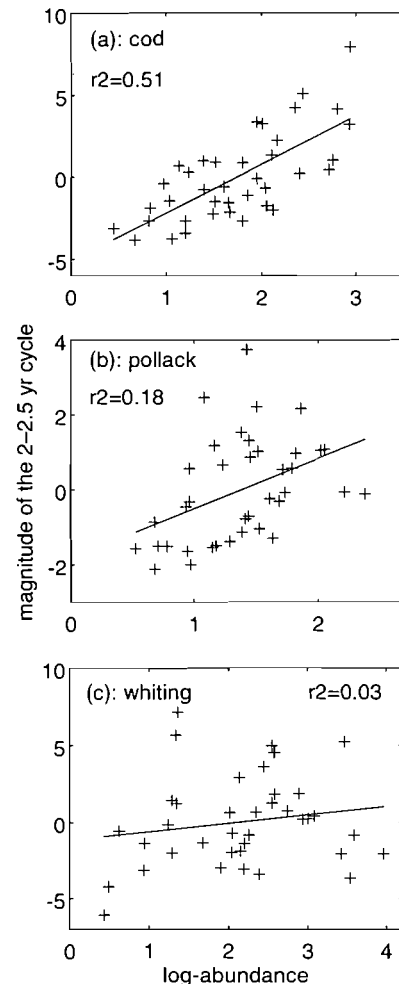 10
(a): cod
r2=0.51
5
0
-5
0 1 2 3
4
(b): pollack
r2=0.18
2
0
-2
0 1 2
magnitude of the 2–2.5 yr cycle
10
(c): whiting r2=0.03
5
0
-5
0 1 2 3 4
log-abundance